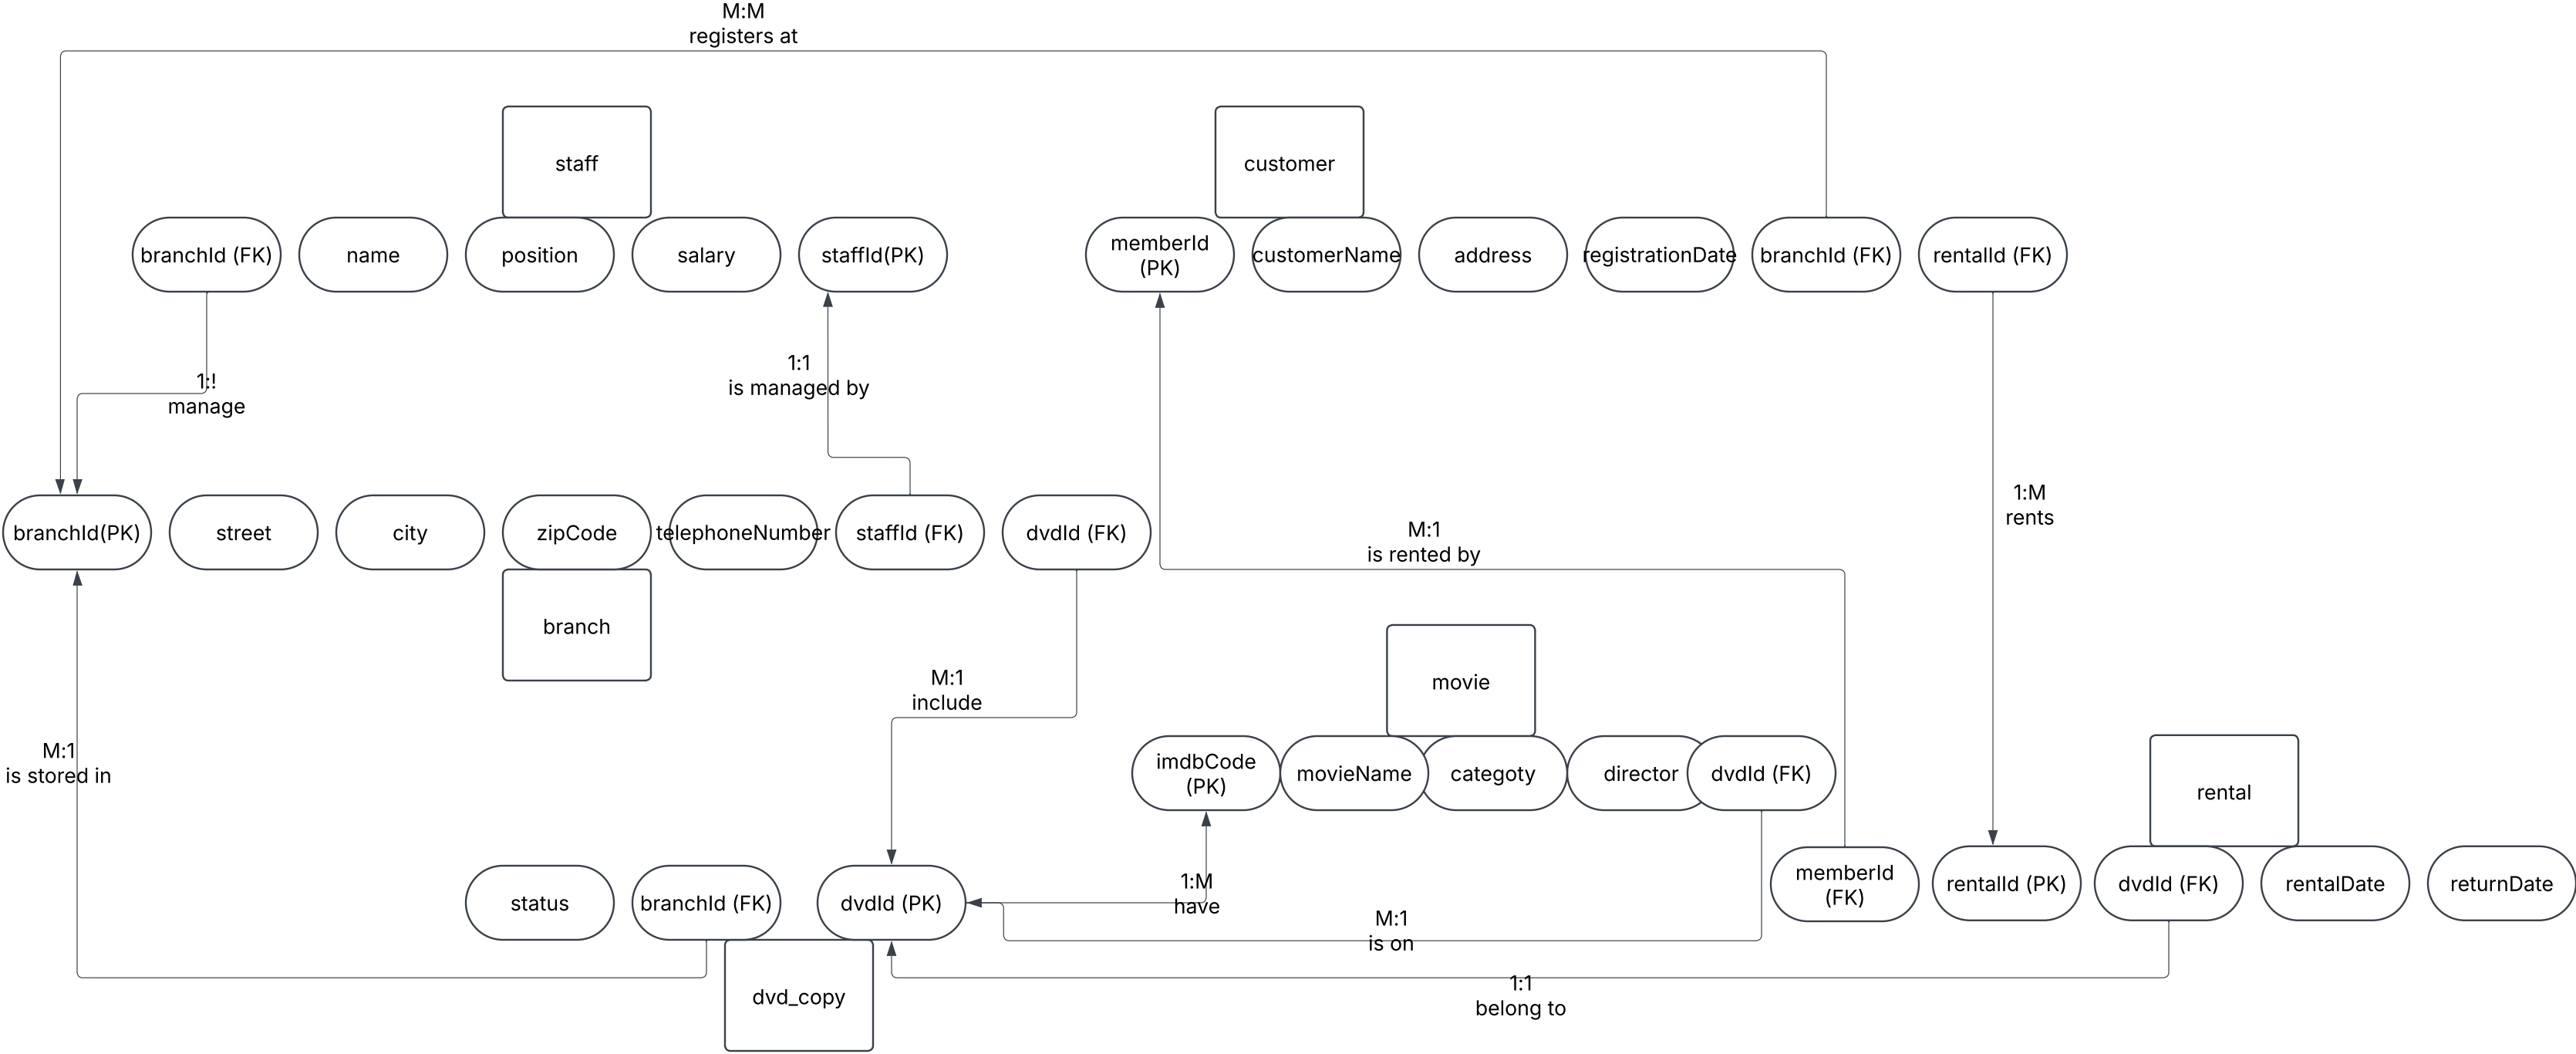 M:M
registers at
staff
customer
branchId (FK)
name
position
salary
staffId(PK)
memberId
(PK)
customerName
address
registrationDate
branchId (FK)
rentalId (FK)
1:!
manage
1:1
is managed by
1:M
rents
branchId(PK)
street
city
zipCode
telephoneNumber
staffId (FK)
dvdId (FK)
M:1
is rented by
branch
M:1
include
movie
M:1
is stored in
imdbCode
(PK)
movieName
categoty
director
dvdId (FK)
rental
status
branchId (FK)
dvdId (PK)
1:M
have
memberId
(FK)
rentalId (PK)
dvdId (FK)
rentalDate
returnDate
M:1
is on
dvd_copy
1:1
belong to